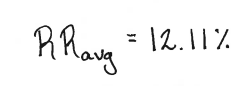 RRavg = 12.11%